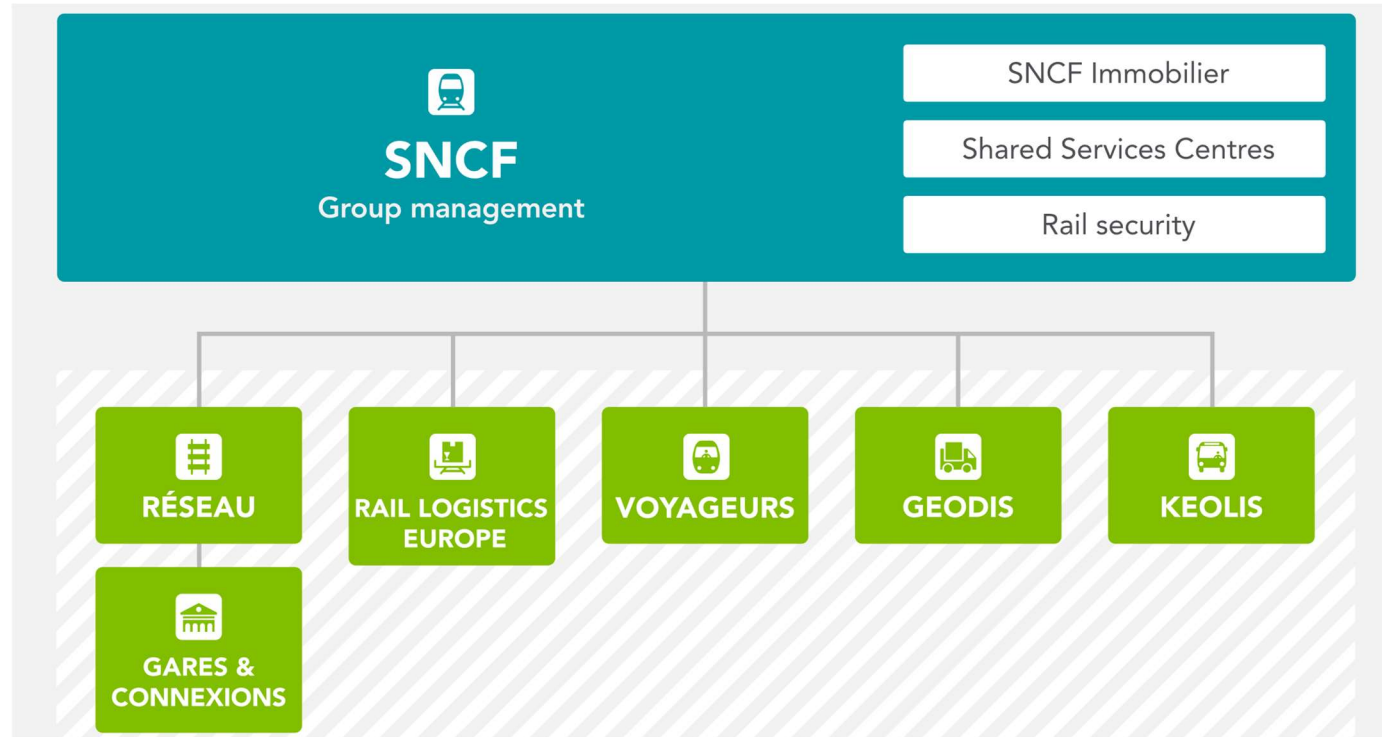 SNCF
Group management
SNCF Immobilier
Shared Services Centres
Rail security
RÉSEAU
RAIL LOGISTICS
EUROPE
VOYAGEURS
GEODIS
KEOLIS
GARES &
CONNEXIONS